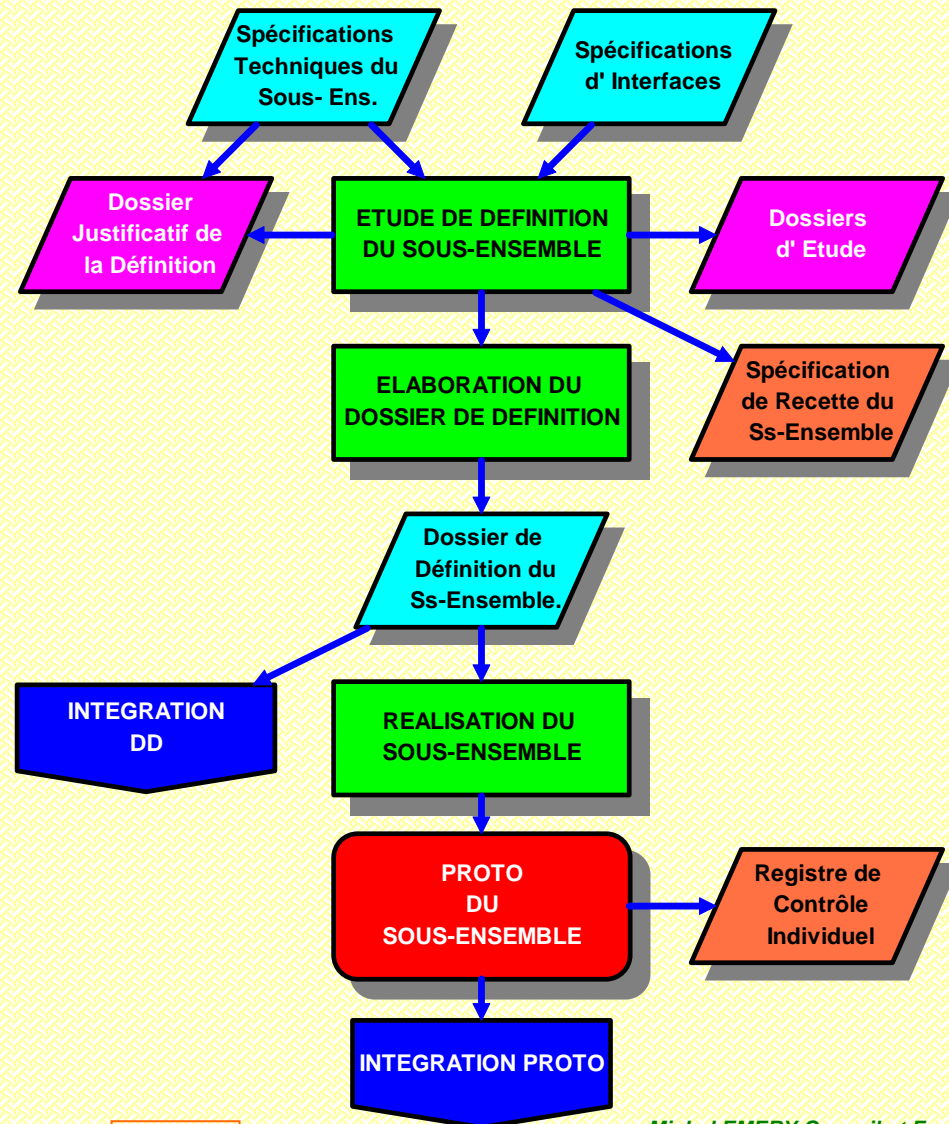 Spécifications
Techniques du
Sous- Ens.
Spécifications
d' Interfaces
Dossier
Justificatif de
la Définition
ETUDE DE DEFINITION
DU SOUS-ENSEMBLE
Dossiers
d' Etude
ELABORATION DU
DOSSIER DE DEFINITION
Spécification
de Recette du
Ss-Ensemble
Dossier de
Définition du
Ss-Ensemble.
INTEGRATION
DD
REALISATION DU
SOUS-ENSEMBLE
PROTO
DU
SOUS-ENSEMBLE
Registre de
Contrôle
Individuel
INTEGRATION PROTO